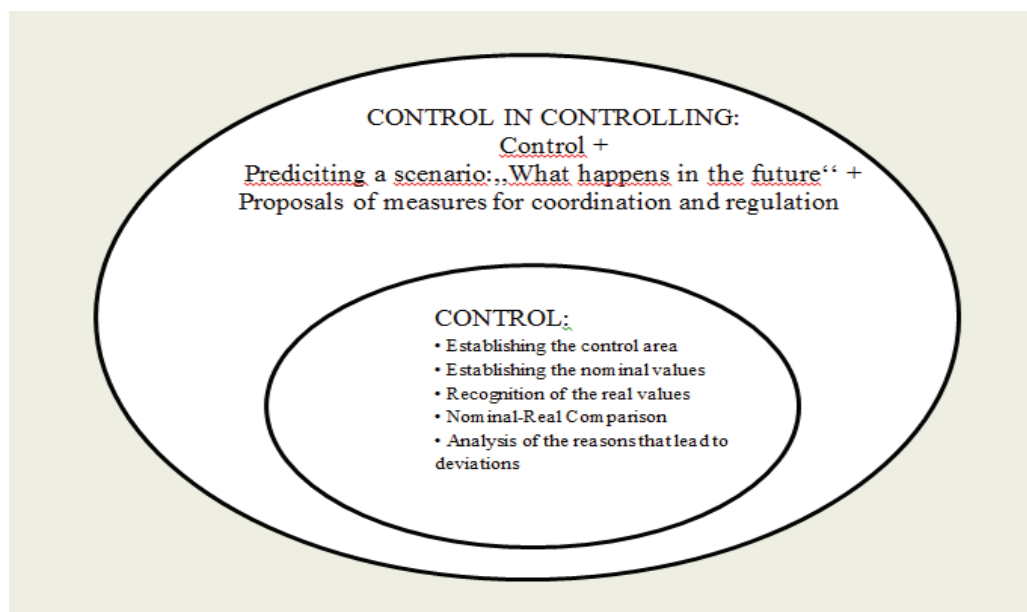 CONTROL IN CONTROLLING:
Control +
Prediciting a scenario:,,What happens in the future‘‘ +
Proposals of measures for coordination and regulation
CONTROL:
• Establishing the control area
• Establishing the nominal values
• Recognition of the real values
• Nominal-Real Comparison
• Analysis of the reasons that lead to
deviations